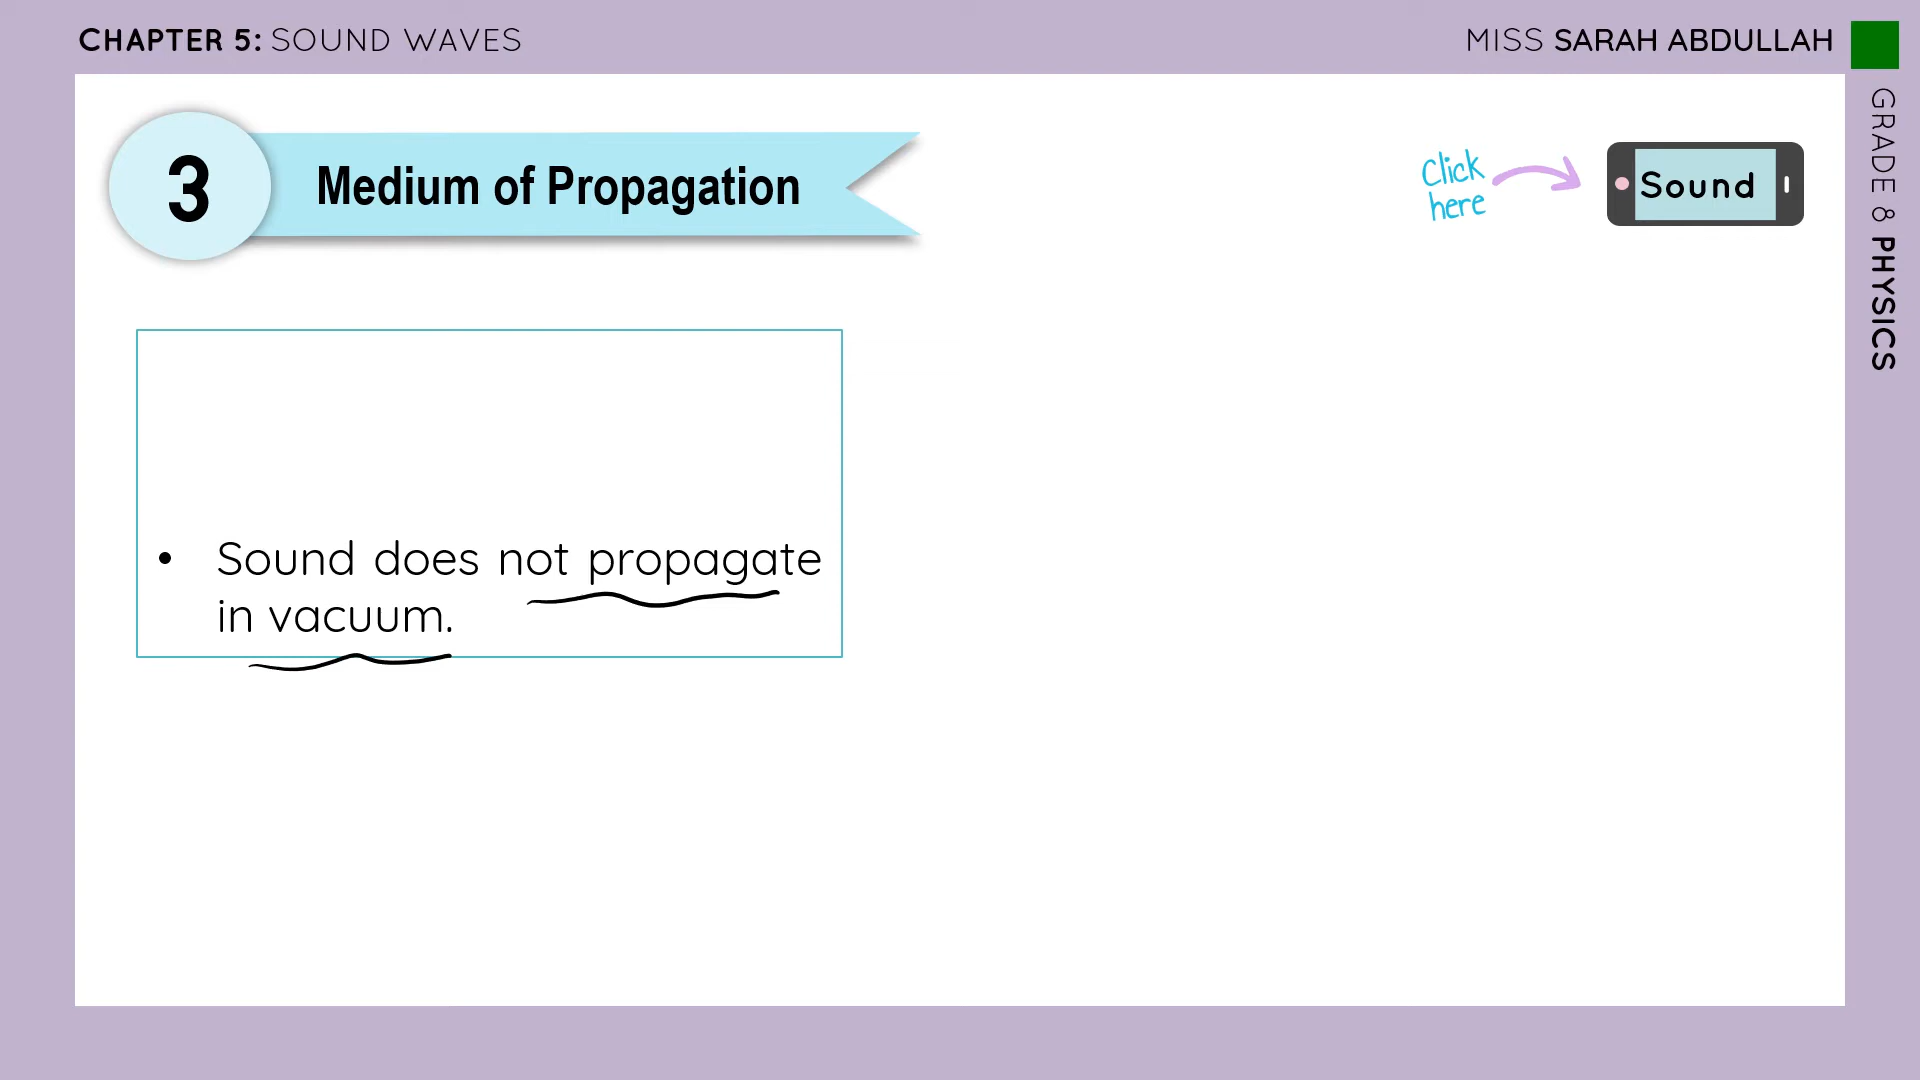 CHAPTER 5: SOUND WAVES
MISS SARAH ABDULLAH
GRADE 8 PHYSICS
3
Medium of Propagation
Click
here
Sound
• Sound does not propagate
in vacuum.